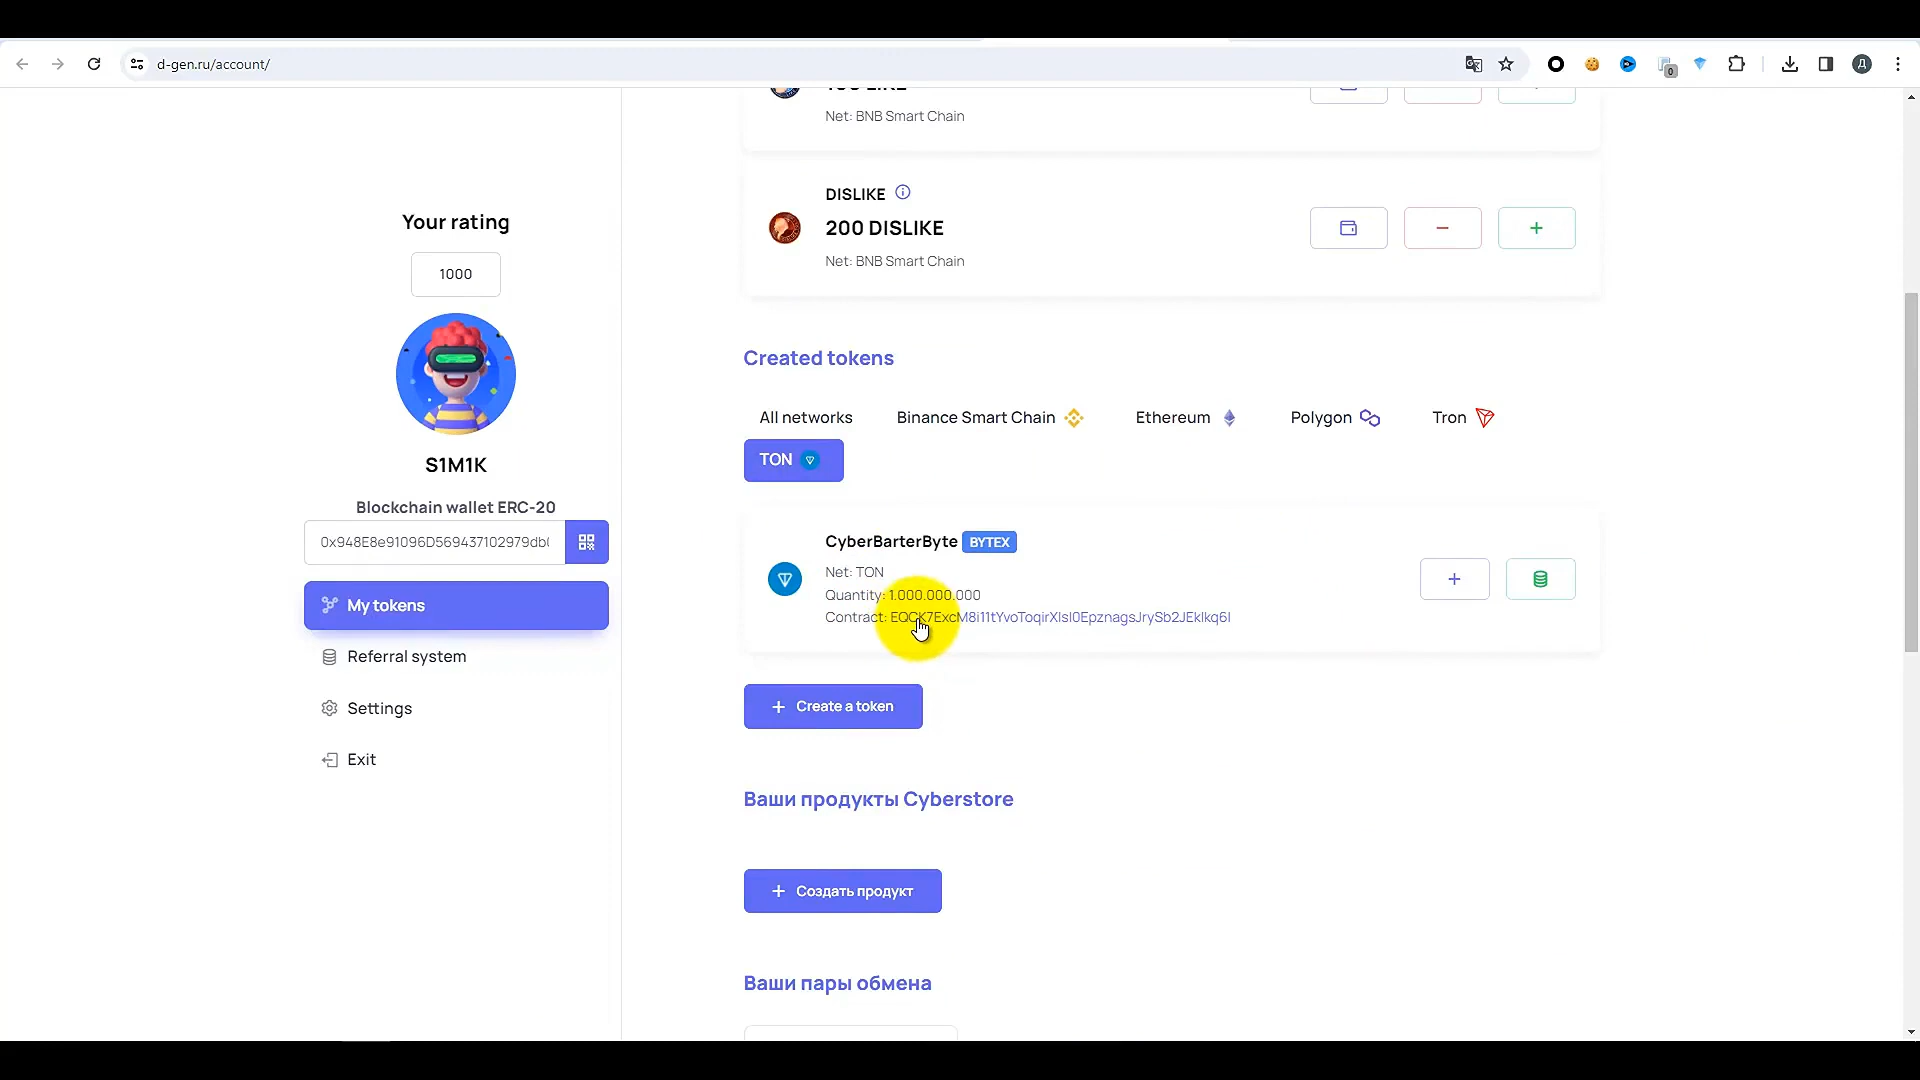 d-gen.ru/account/
0
Д
Net: BNB Smart Chain
DISLIKE
200 DISLIKE
Net: BNB Smart Chain
Your rating
1000
S1M1K
Blockchain wallet ERC-20
0x948E8e91096D569437102979db
My tokens
Referral system
Settings
Exit
Created tokens
All networks
Binance Smart Chain
Ethereum
Polygon
Tron
TON
CyberBarterByte BYTEX
Net: TON
Quantity: 1.000.000.000
Contract: EQCK7ExcM8i11tYvoToqirXlsI0EpznagsJrySb2JEkIkq6I
+ Create a token
Ваши продукты Cyberstore
+ Создать продукт
Ваши пары обмена